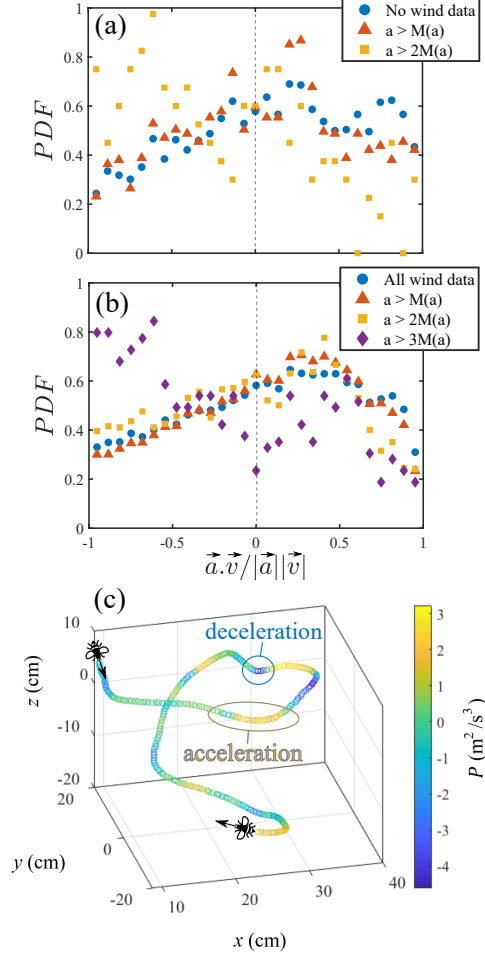 (a)
No wind data
a > M(a)
a > 2M(a)
PDF
1
0.8
0.6
0.4
0.2
0
(b)
All wind data
a > M(a)
a > 2M(a)
a > 3M(a)
PDF
1
0.8
0.6
0.4
0.2
0
-1 -0.5 0 0.5 1
a⃗.v⃗/|a⃗||v⃗|
(c)
deceleration
acceleration
z (cm)
10
0
-10
-20
20
0
-20
y (cm)
10 20 30 40
x (cm)
3
2
1
0
-1
-2
-3
-4
P (m²/s³)